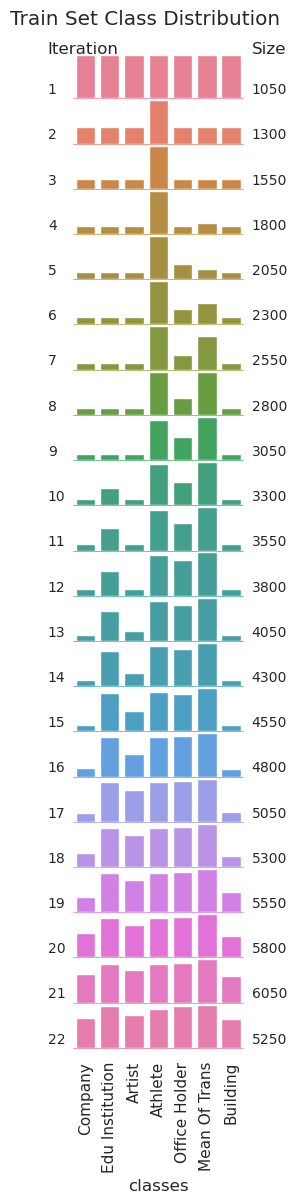 Train Set Class Distribution
Iteration Size
1 1050
2 1300
3 1550
4 1800
5 2050
6 2300
7 2550
8 2800
9 3050
10 3300
11 3550
12 3800
13 4050
14 4300
15 4550
16 4800
17 5050
18 5300
19 5550
20 5800
21 6050
22 5250
Company
Edu Institution
Artist
Athlete
Office Holder
Mean Of Trans
Building
classes